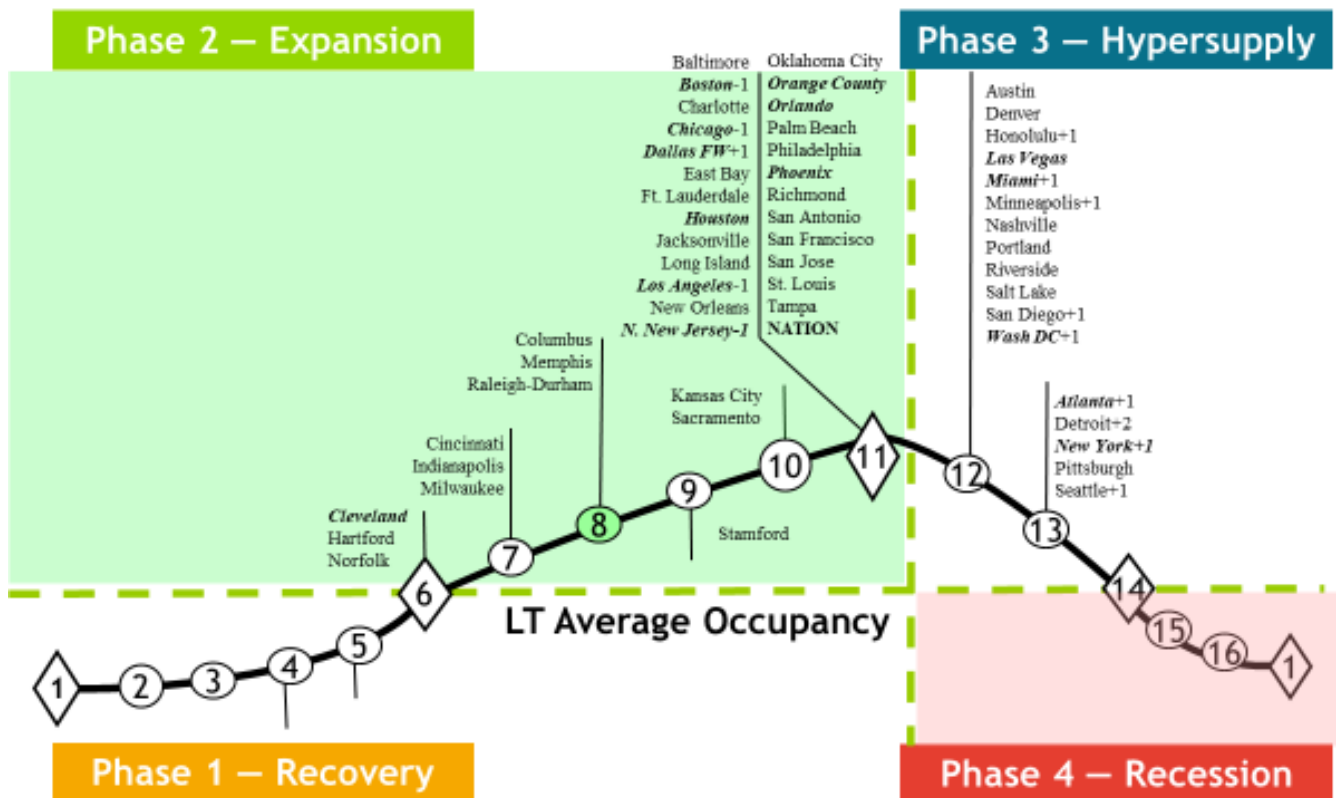 Phase 2 — Expansion
Phase 3 — Hypersupply
Baltimore
Boston-1
Charlotte
Chicago-1
Dallas FW+1
East Bay
Ft. Lauderdale
Houston
Jacksonville
Long Island
Los Angeles-1
New Orleans
N. New Jersey-1
Oklahoma City
Orange County
Orlando
Palm Beach
Philadelphia
Phoenix
Richmond
San Antonio
San Francisco
San Jose
St. Louis
Tampa
NATION
Austin
Denver
Honolulu+1
Las Vegas
Miami+1
Minneapolis+1
Nashville
Portland
Riverside
Salt Lake
San Diego+1
Wash DC+1
Columbus
Memphis
Raleigh-Durham
Kansas City
Sacramento
Atlanta+1
Detroit+2
New York+1
Pittsburgh
Seattle+1
Cincinnati
Indianapolis
Milwaukee
Cleveland
Hartford
Norfolk
Stamford
1
2
3
4
5
6
7
8
9
10
11
12
13
14
15
16
1
LT Average Occupancy
Phase 1 — Recovery
Phase 4 — Recession